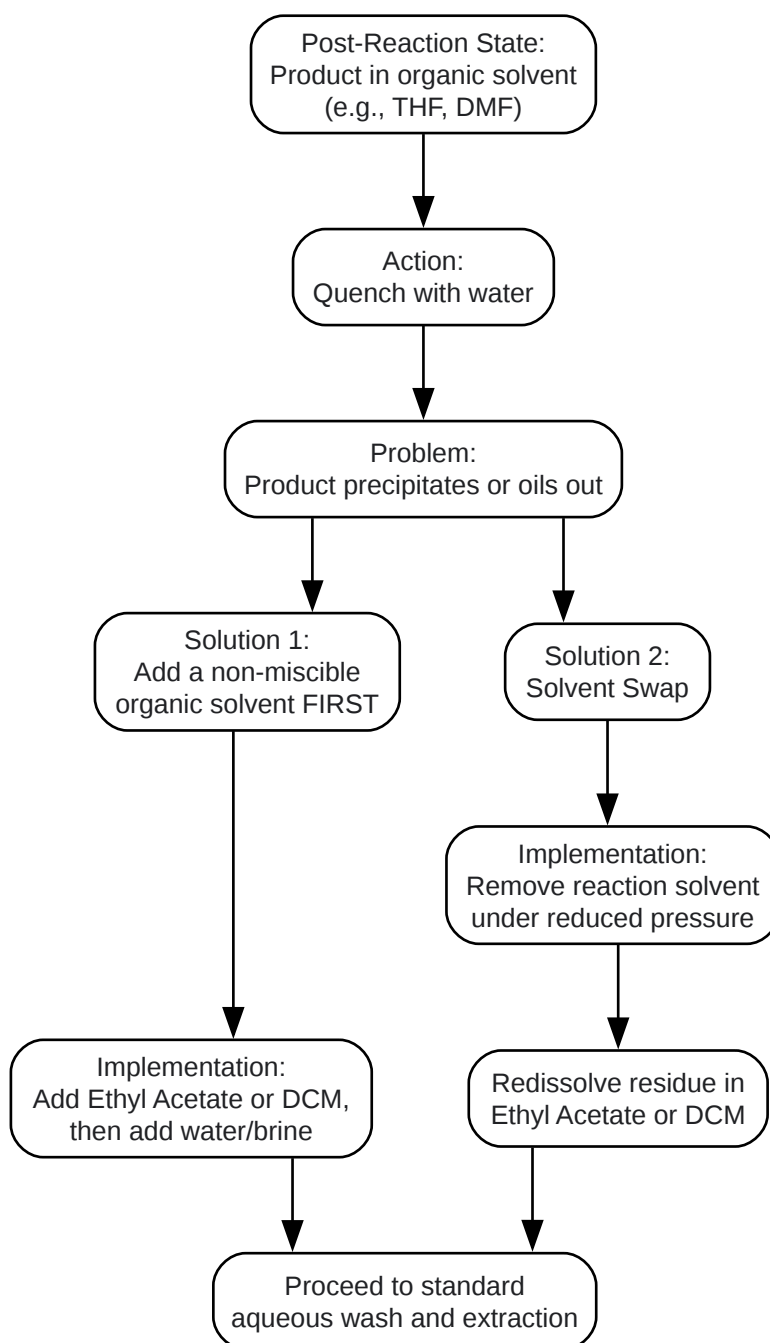 Post-Reaction State:
Product in organic solvent
(e.g., THF, DMF)
Action:
Quench with water
Problem:
Product precipitates or oils out
Solution 1:
Add a non-miscible
organic solvent FIRST
Solution 2:
Solvent Swap
Implementation:
Remove reaction solvent
under reduced pressure
Implementation:
Add Ethyl Acetate or DCM,
then add water/brine
Redissolve residue in
Ethyl Acetate or DCM
Proceed to standard
aqueous wash and extraction